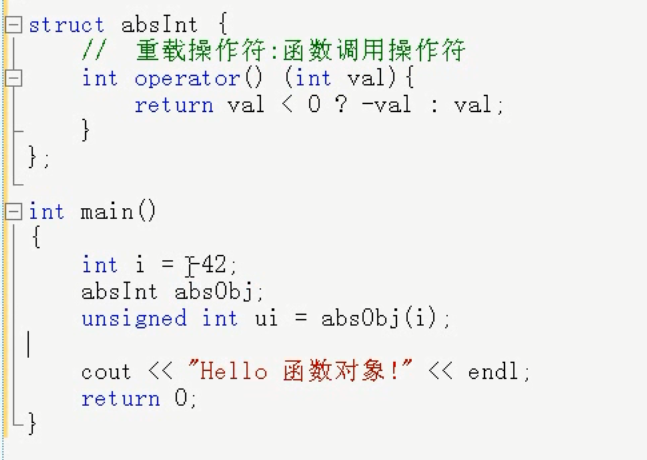 struct absInt {
    //  重载操作符:函数调用操作符
    int operator() (int val){
        return val < 0 ? -val : val;
    }
};
int main()
{
    int i = -42;
    absInt absObj;
    unsigned int ui = absObj(i);
    cout << "Hello 函数对象!" << endl;
    return 0;
}